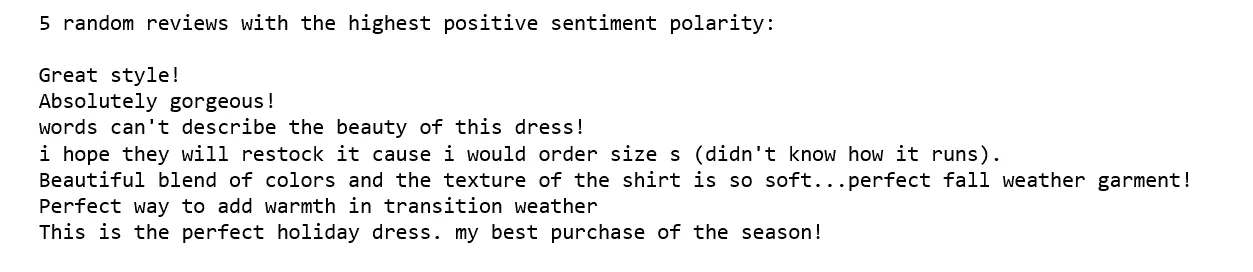 5 random reviews with the highest positive sentiment polarity:
Great style!
Absolutely gorgeous!
words can't describe the beauty of this dress!
i hope they will restock it cause i would order size s (didn't know how it runs).
Beautiful blend of colors and the texture of the shirt is so soft...perfect fall weather garment!
Perfect way to add warmth in transition weather
This is the perfect holiday dress. my best purchase of the season!